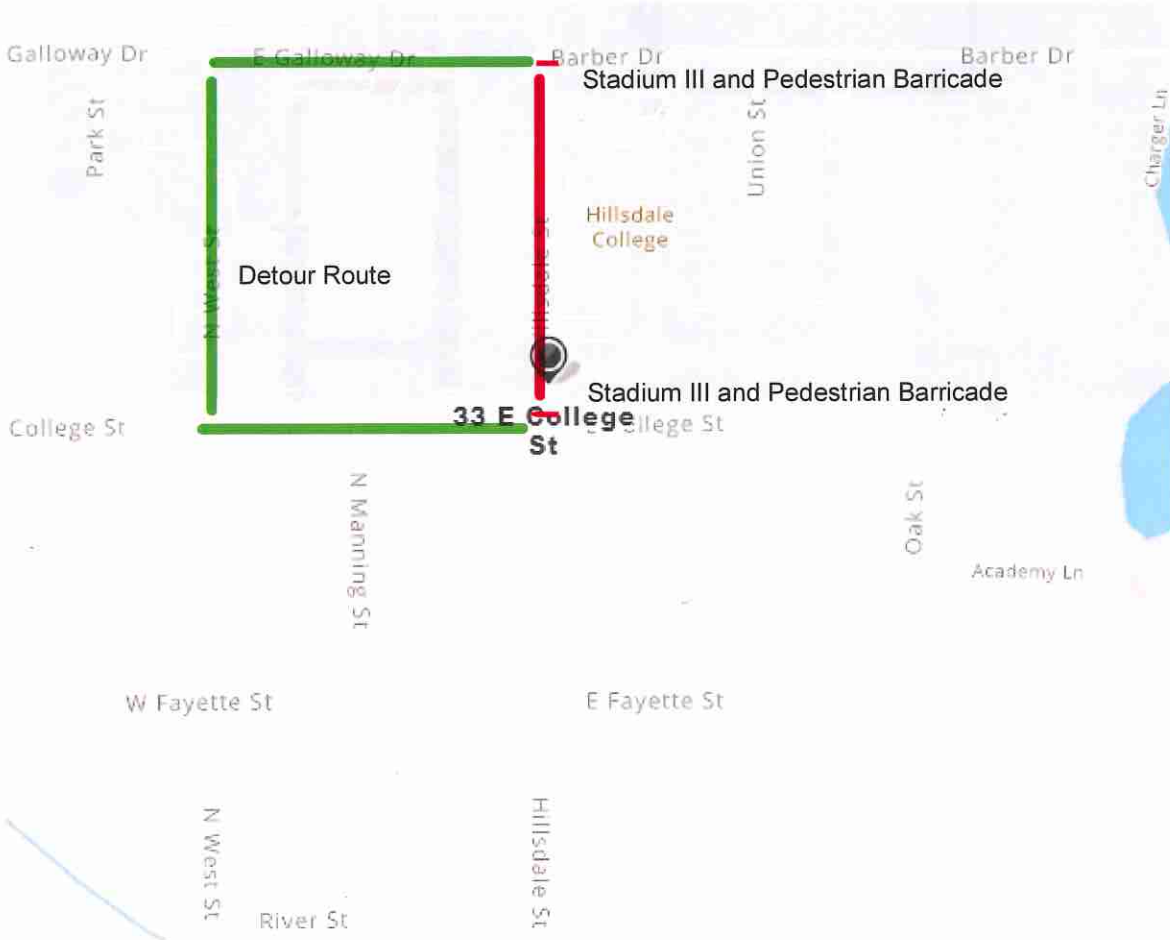 Galloway Dr
E Galloway Dr
Barber Dr
Barber Dr
Stadium III and Pedestrian Barricade
Park St
Union St
Charger Ln
Hillsdale
College
N West St
Detour Route
Hillsdale St
Stadium III and Pedestrian Barricade
33 E College
St
College St
College St
N Manning St
Oak St
Academy Ln
W Fayette St
E Fayette St
N West St
Hillsdale St
River St